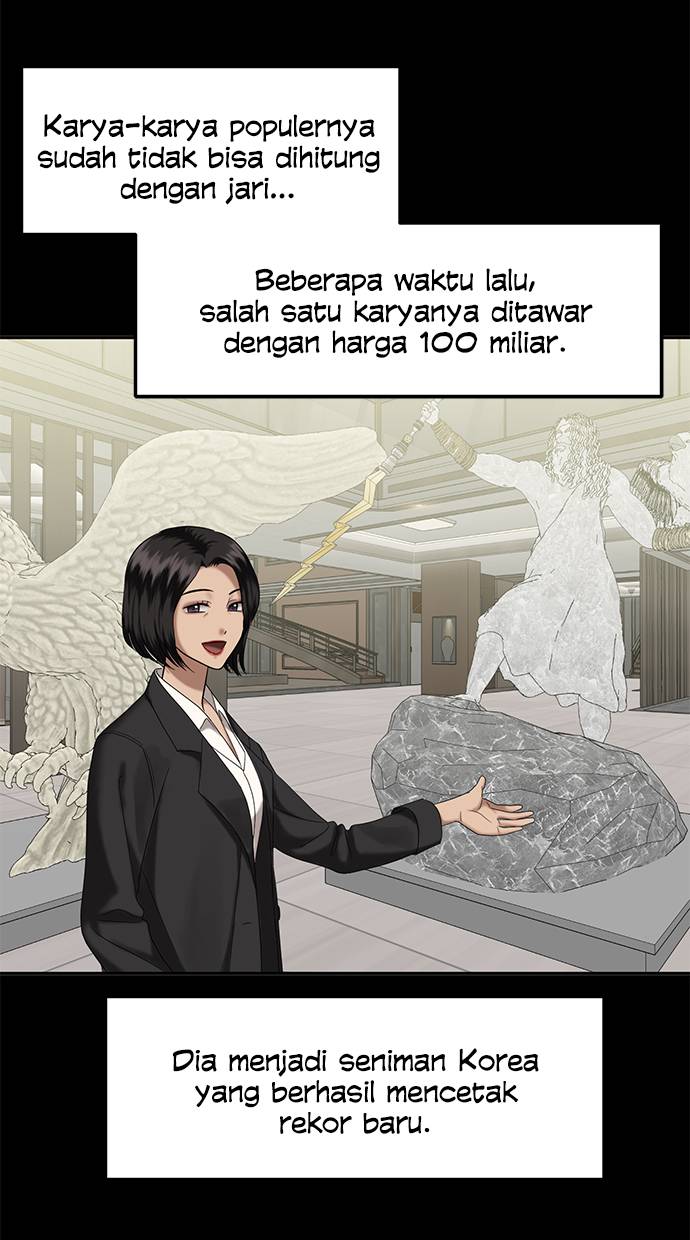 Karya-karya populernya
sudah tidak bisa dihitung
dengan jari...
Beberapa waktu lalu,
salah satu karyanya ditawar
dengan harga 100 miliar.
Dia menjadi seniman Korea
yang berhasil mencetak
rekor baru.